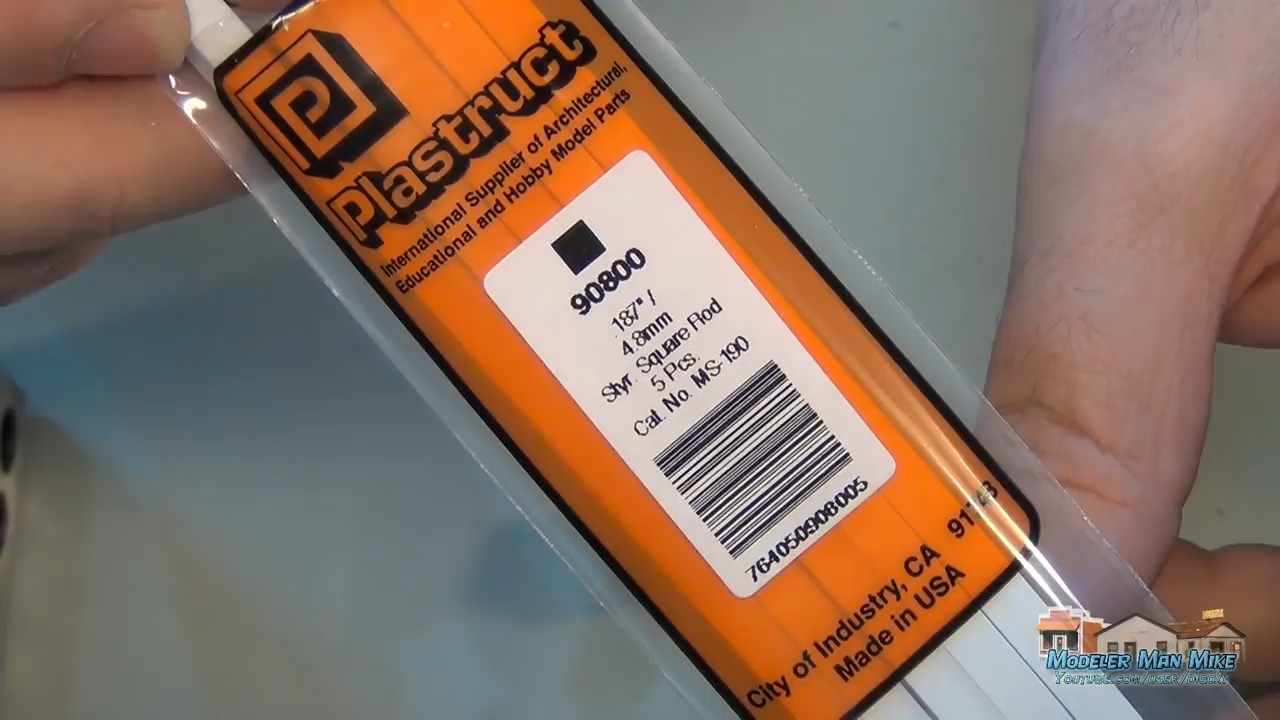 P
Plastruct
International Supplier of Architectural,
Educational and Hobby Model Parts
90800
.187" /
4.8mm
Styr. Square Rod
5 Pcs.
Cat. No. MS-190
764050908005
City of Industry, CA 91748
Made in USA
MODELER MAN MIKE